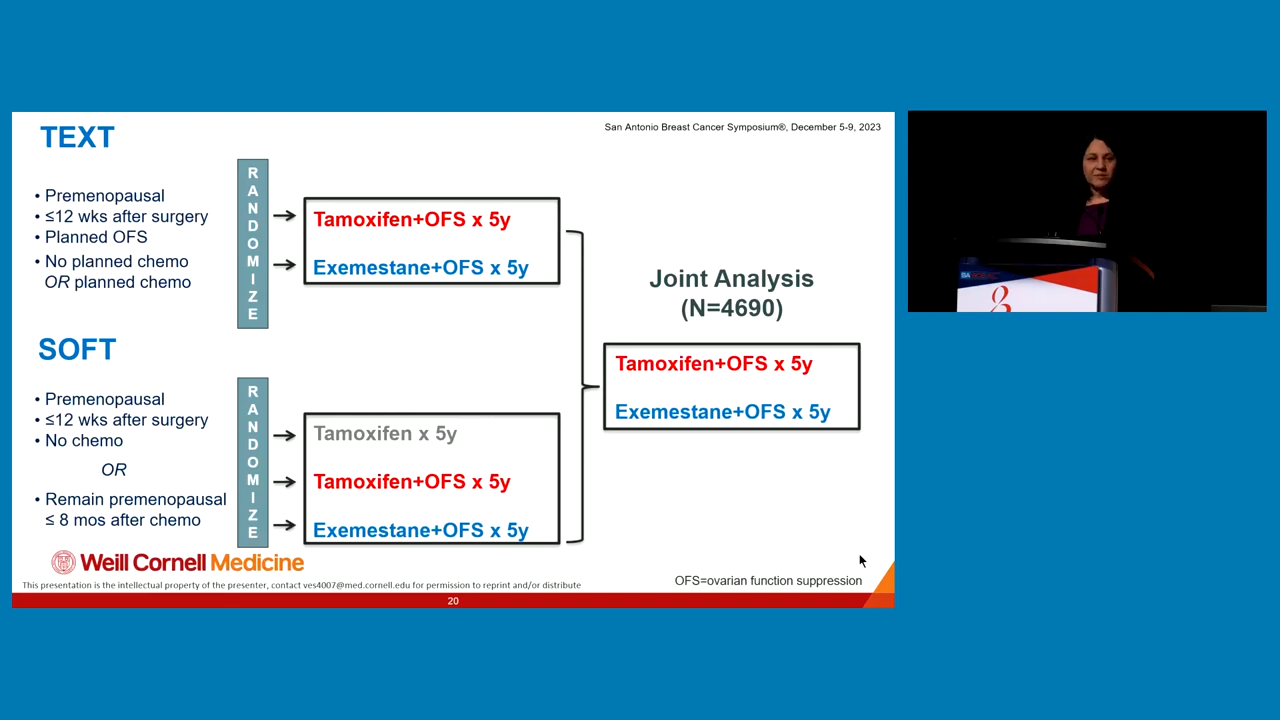 TEXT
San Antonio Breast Cancer Symposium®, December 5-9, 2023
• Premenopausal
• ≤12 wks after surgery
• Planned OFS
• No planned chemo
OR planned chemo
RANDOMIZE
Tamoxifen+OFS x 5y
Exemestane+OFS x 5y
SOFT
• Premenopausal
• ≤12 wks after surgery
• No chemo
OR
• Remain premenopausal
≤ 8 mos after chemo
RANDOMIZE
Tamoxifen x 5y
Tamoxifen+OFS x 5y
Exemestane+OFS x 5y
Joint Analysis
(N=4690)
Tamoxifen+OFS x 5y
Exemestane+OFS x 5y
Weill Cornell Medicine
This presentation is the intellectual property of the presenter, contact ves4007@med.cornell.edu for permission to reprint and/or distribute
OFS=ovarian function suppression
20